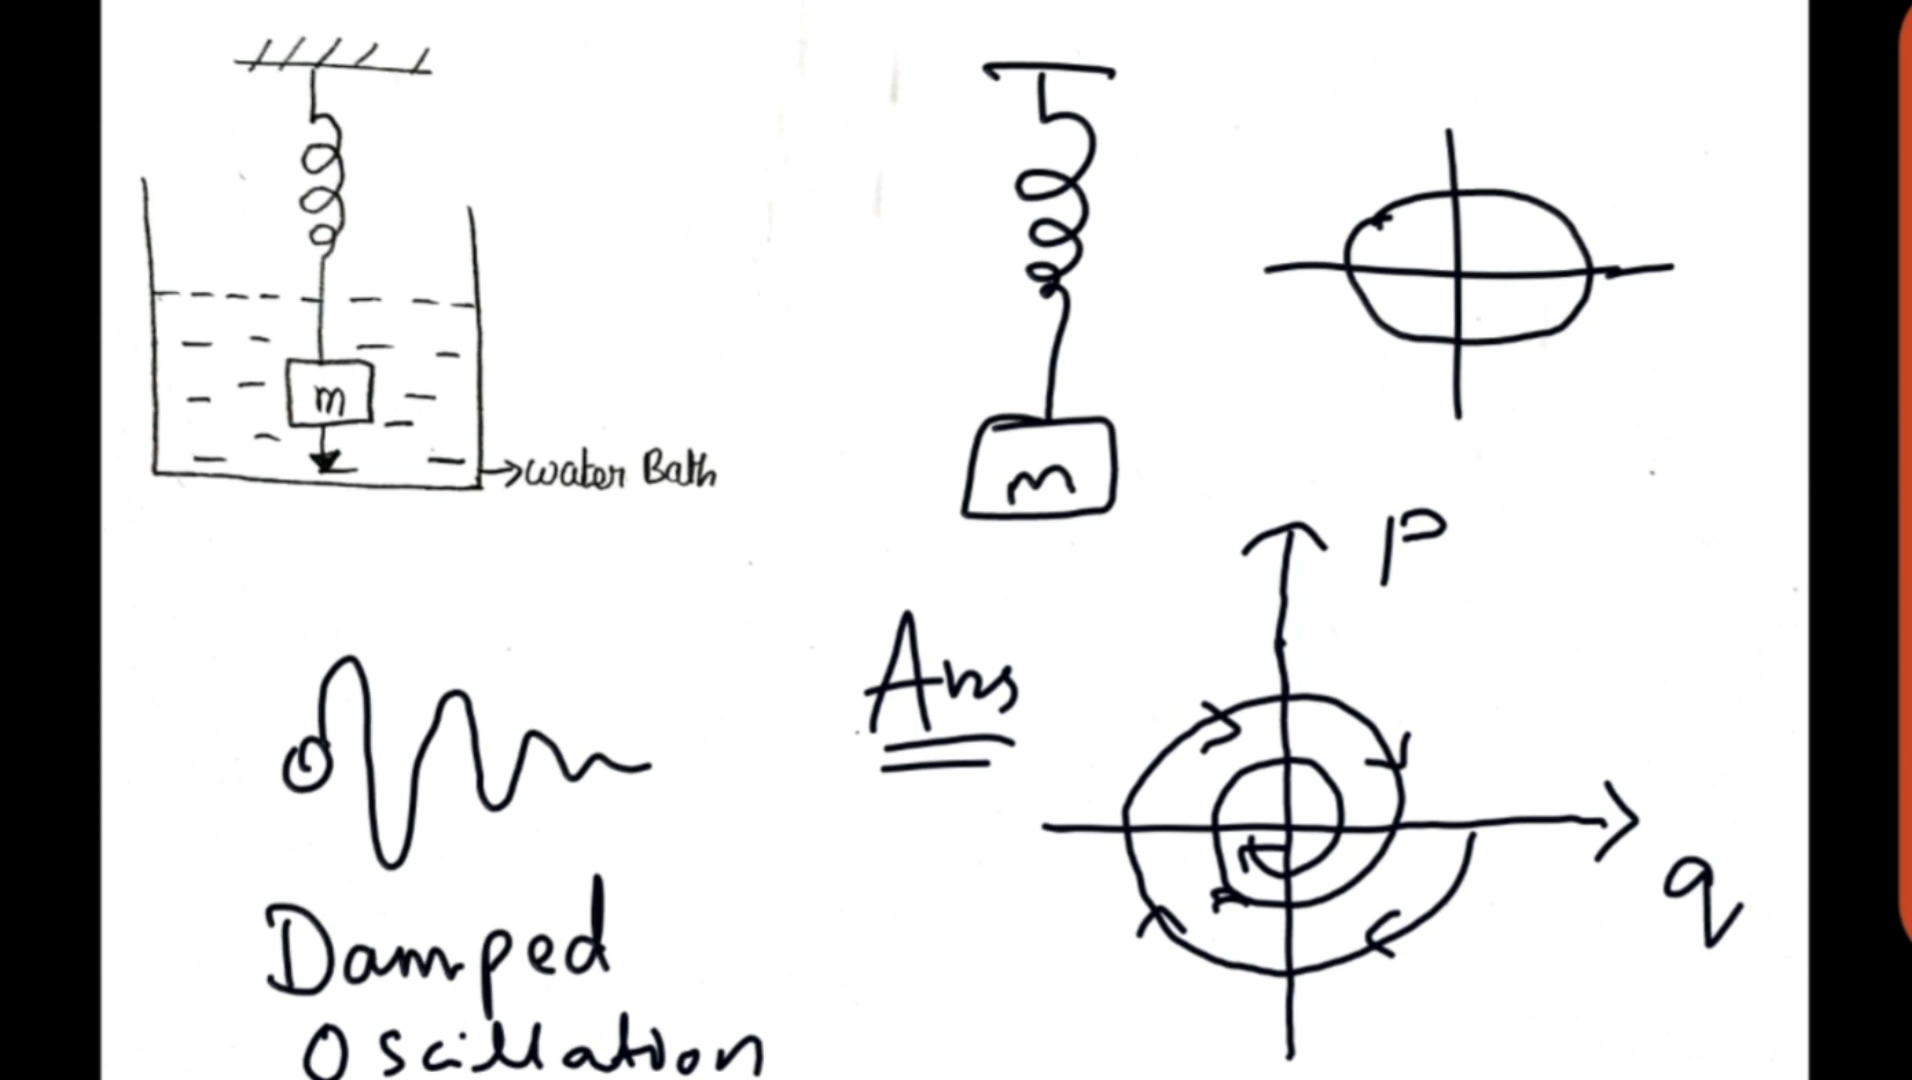 m
water Bath
m
P
Ans
q
Damped
Oscillation